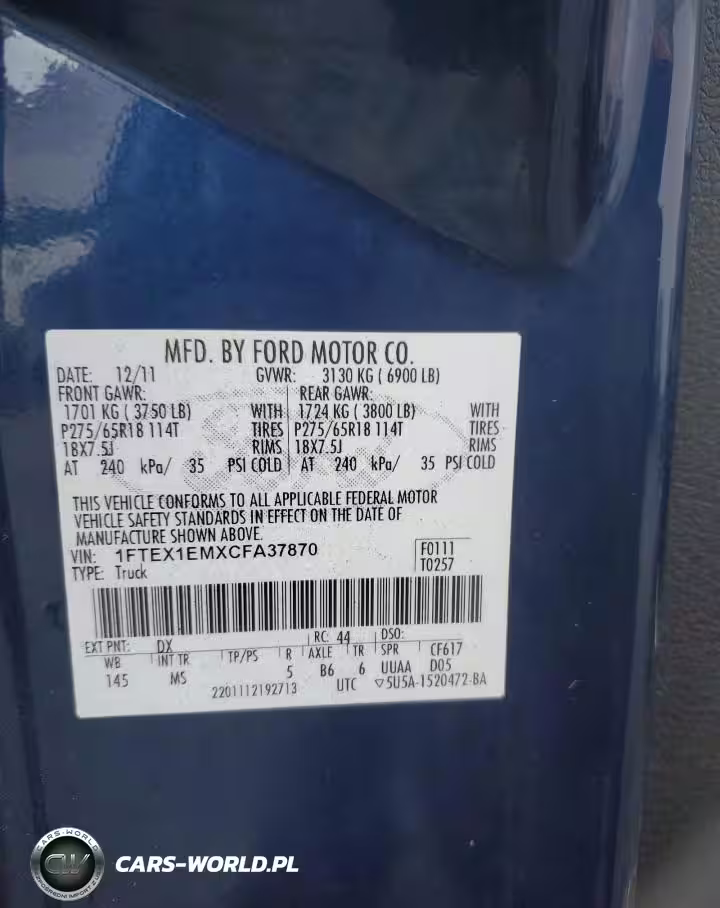 MFD. BY FORD MOTOR CO.
DATE: 12/11 GVWR: 3130 KG ( 6900 LB)
FRONT GAWR: REAR GAWR:
1701 KG ( 3750 LB) WITH 1724 KG ( 3800 LB) WITH
P275/65R18 114T TIRES P275/65R18 114T TIRES
18X7.5J RIMS 18X7.5J RIMS
AT 240 kPa/ 35 PSI COLD AT 240 kPa/ 35 PSI COLD
THIS VEHICLE CONFORMS TO ALL APPLICABLE FEDERAL MOTOR
VEHICLE SAFETY STANDARDS IN EFFECT ON THE DATE OF
MANUFACTURE SHOWN ABOVE.
VIN: 1FTEX1EMXCFA37870 F0111
TYPE: Truck T0257
EXT PNT: DX RC: 44 DSO:
WB INT TR TP/PS R AXLE TR SPR CF617
145 MS 5 B6 6 UUAA D05
2201112192713 UTC ▽5U5A-1520472-BA
CARS-WORLD
CW
CARS-WORLD.PL